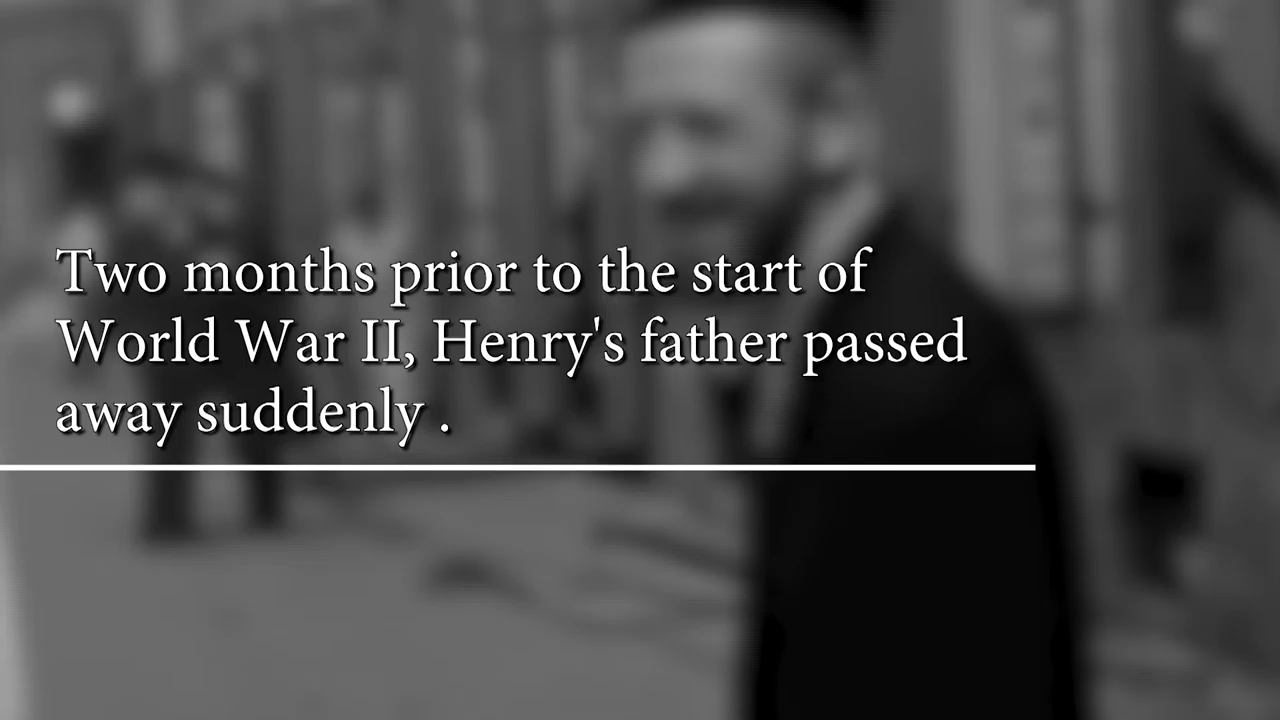 Two months prior to the start of
World War II, Henry's father passed
away suddenly .